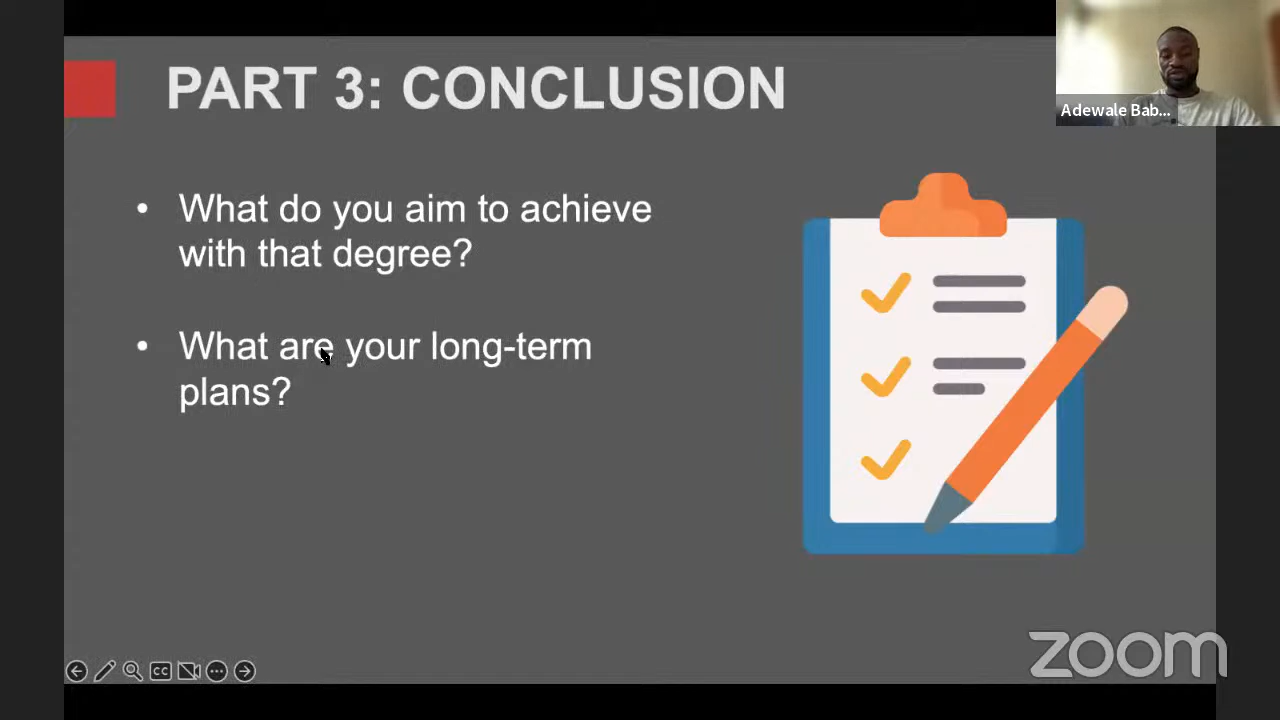 PART 3: CONCLUSION
Adewale Bab...
• What do you aim to achieve
with that degree?
• What are your long-term
plans?
CC
zoom